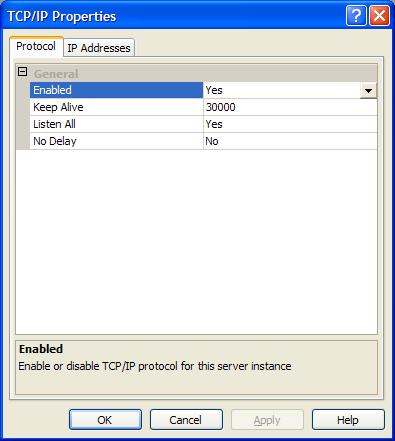 TCP/IP Properties
Protocol IP Addresses
General
Enabled Yes
Keep Alive 30000
Listen All Yes
No Delay No
Enabled
Enable or disable TCP/IP protocol for this server instance
OK Cancel Apply Help